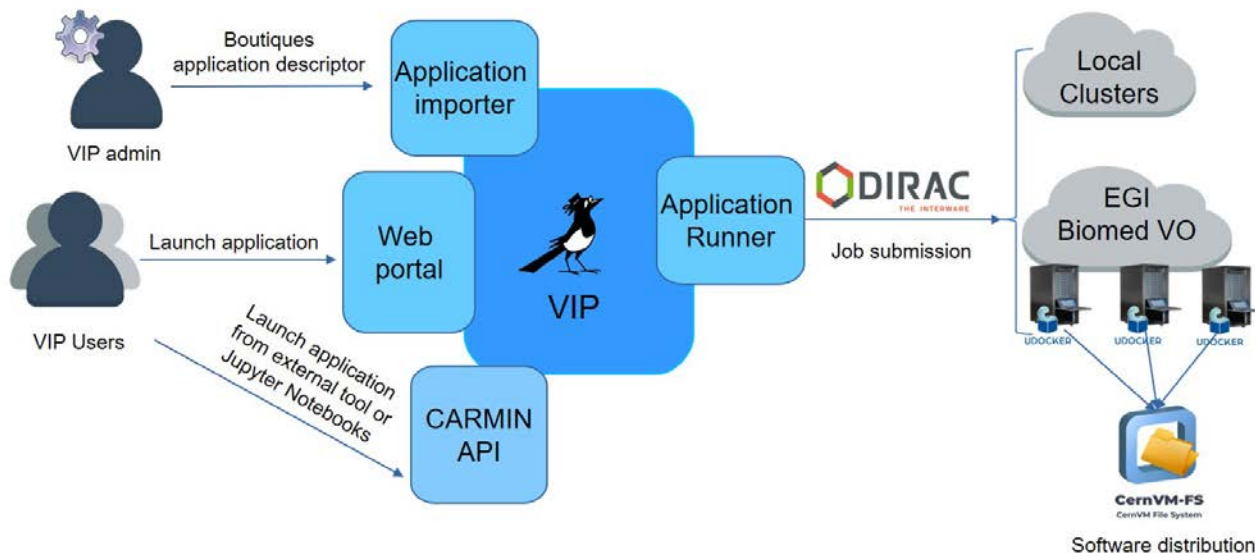 Boutiques
application descriptor
VIP admin
Application
importer
Local
Clusters
Launch application
VIP Users
Web
portal
VIP
Application
Runner
DIRAC
THE INTERWARE
Job submission
EGI
Biomed VO
UDOCKER
UDOCKER
UDOCKER
Launch application
from external tool or
Jupyter Notebooks
CARMIN
API
CernVM-FS
CernVM File System
Software distribution